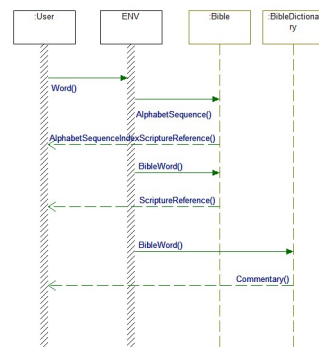 :User
ENV
:Bible
:BibleDictiona
ry
Word()
AlphabetSequence()
AlphabetSequenceIndexScriptureReference()
BibleWord()
ScriptureReference()
BibleWord()
Commentary()